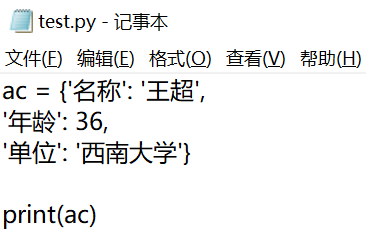 test.py - 记事本
文件(F) 编辑(E) 格式(O) 查看(V) 帮助(H)
ac = {'名称': '王超',
'年龄': 36,
'单位': '西南大学'}
print(ac)